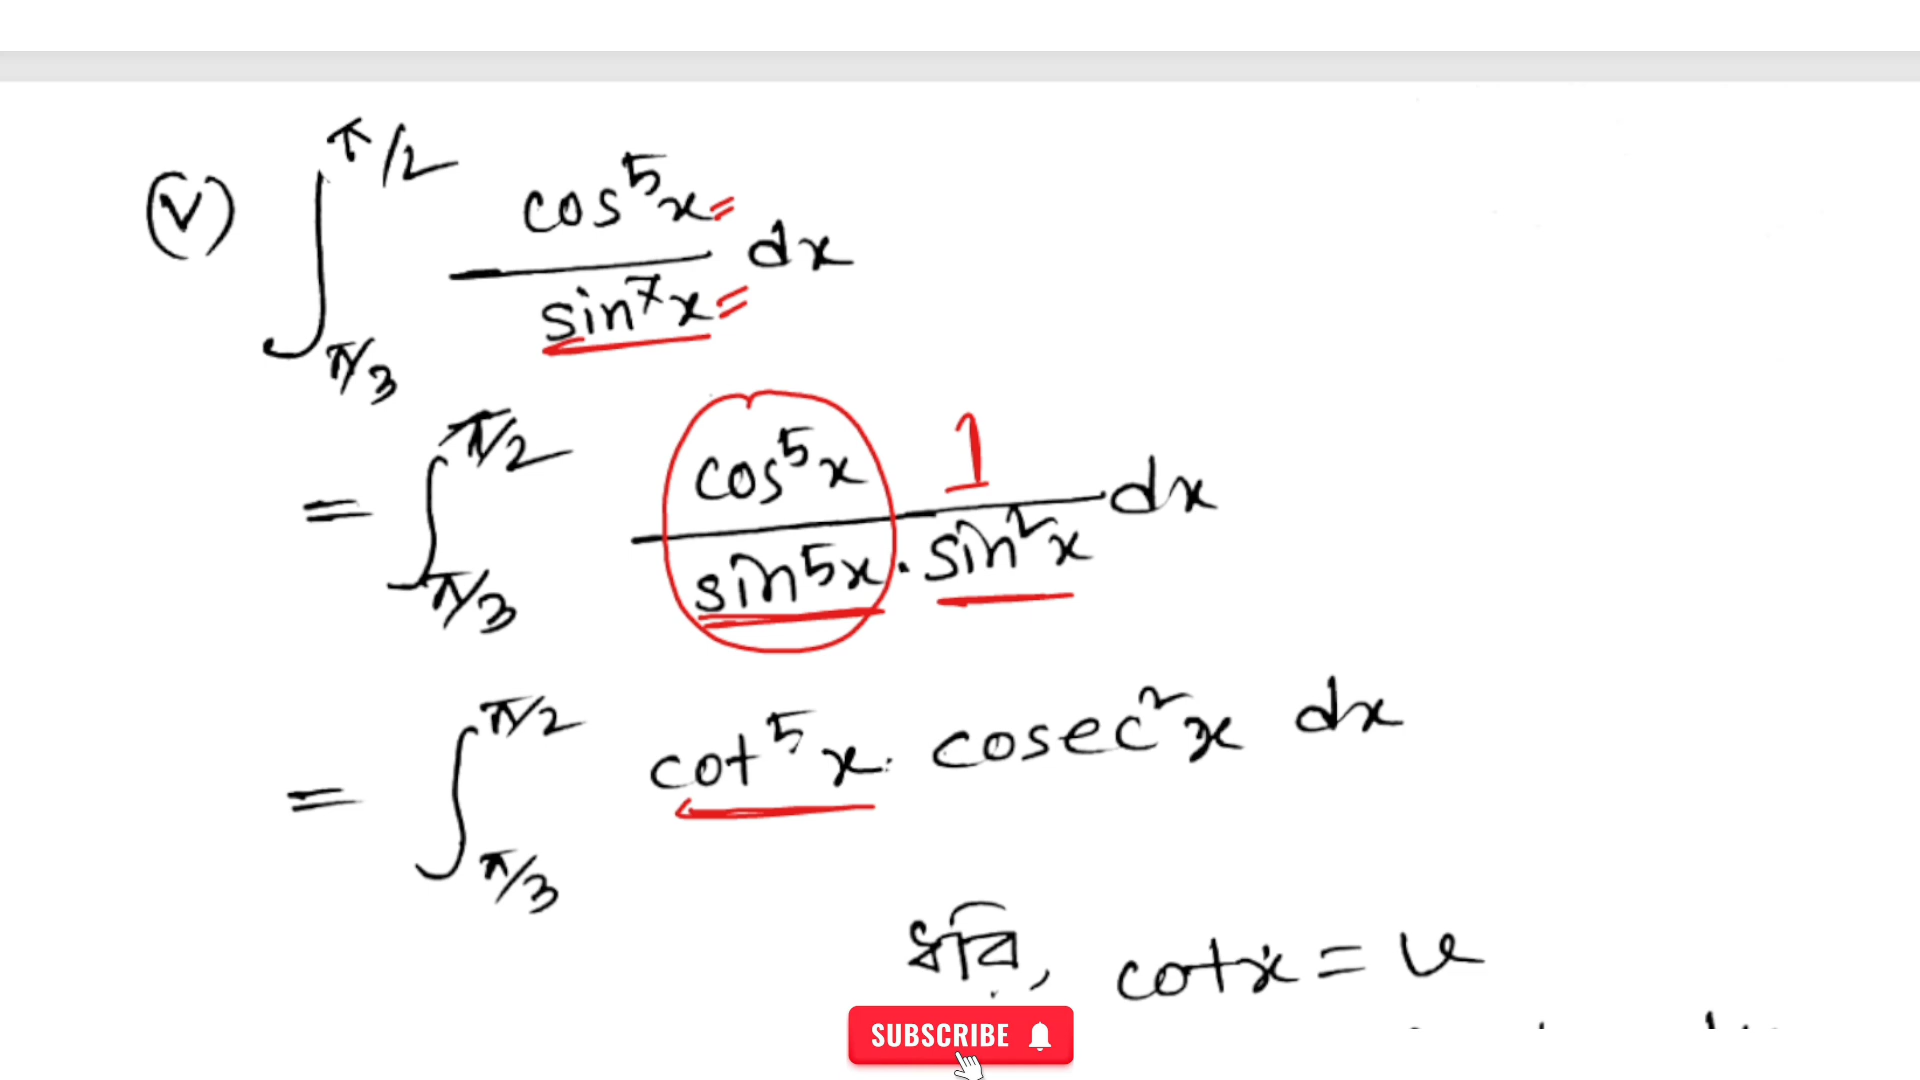 (v) ∫_{π/3}^{π/2} cos⁵x / sin⁷x dx
= ∫_{π/3}^{π/2} cos⁵x / sin⁵x · 1 / sin²x dx
= ∫_{π/3}^{π/2} cot⁵x · cosec²x dx
ধরি, cotx = u
SUBSCRIBE